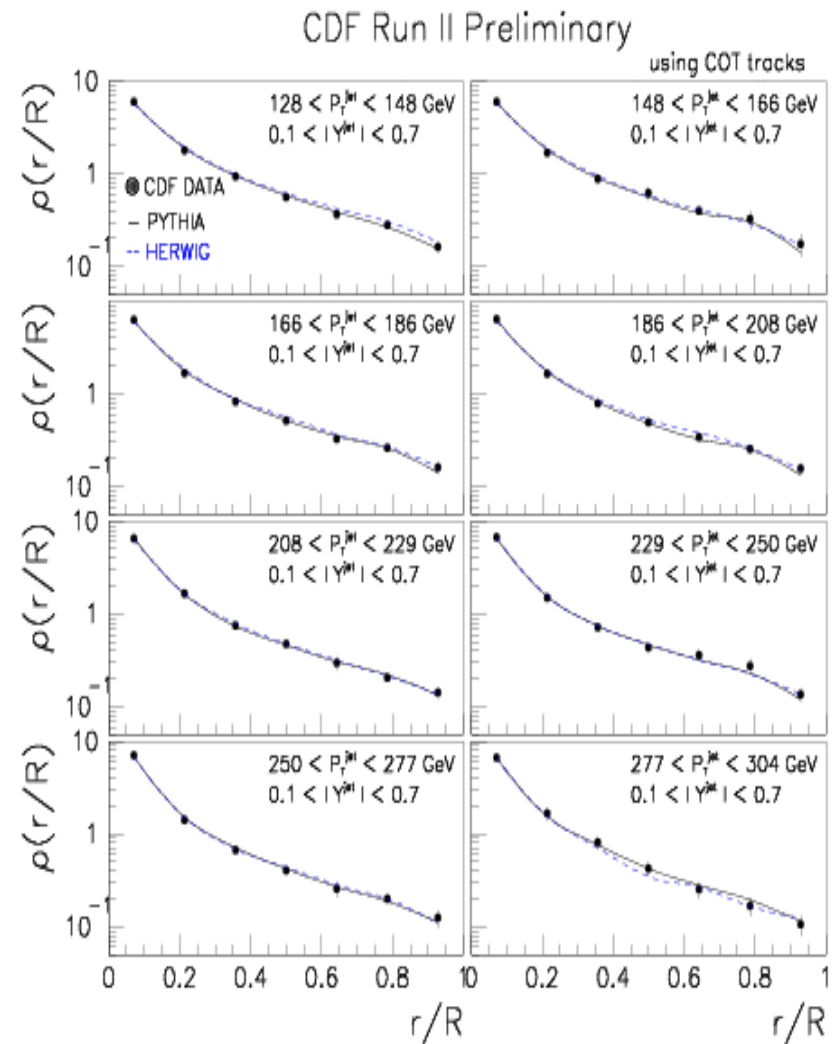 CDF Run II Preliminary
using COT tracks
ρ(r/R)
10
1
10⁻¹
128 < P_T^jet < 148 GeV
0.1 < | Y^jet | < 0.7
CDF DATA
PYTHIA
HERWIG
148 < P_T^jet < 166 GeV
0.1 < | Y^jet | < 0.7
ρ(r/R)
1
10⁻¹
166 < P_T^jet < 186 GeV
0.1 < | Y^jet | < 0.7
186 < P_T^jet < 208 GeV
0.1 < | Y^jet | < 0.7
ρ(r/R)
10
1
10⁻¹
208 < P_T^jet < 229 GeV
0.1 < | Y^jet | < 0.7
229 < P_T^jet < 250 GeV
0.1 < | Y^jet | < 0.7
ρ(r/R)
10
1
10⁻¹
250 < P_T^jet < 277 GeV
0.1 < | Y^jet | < 0.7
277 < P_T^jet < 304 GeV
0.1 < | Y^jet | < 0.7
0 0.2 0.4 0.6 0.8 1 0 0.2 0.4 0.6 0.8 1
r/R r/R